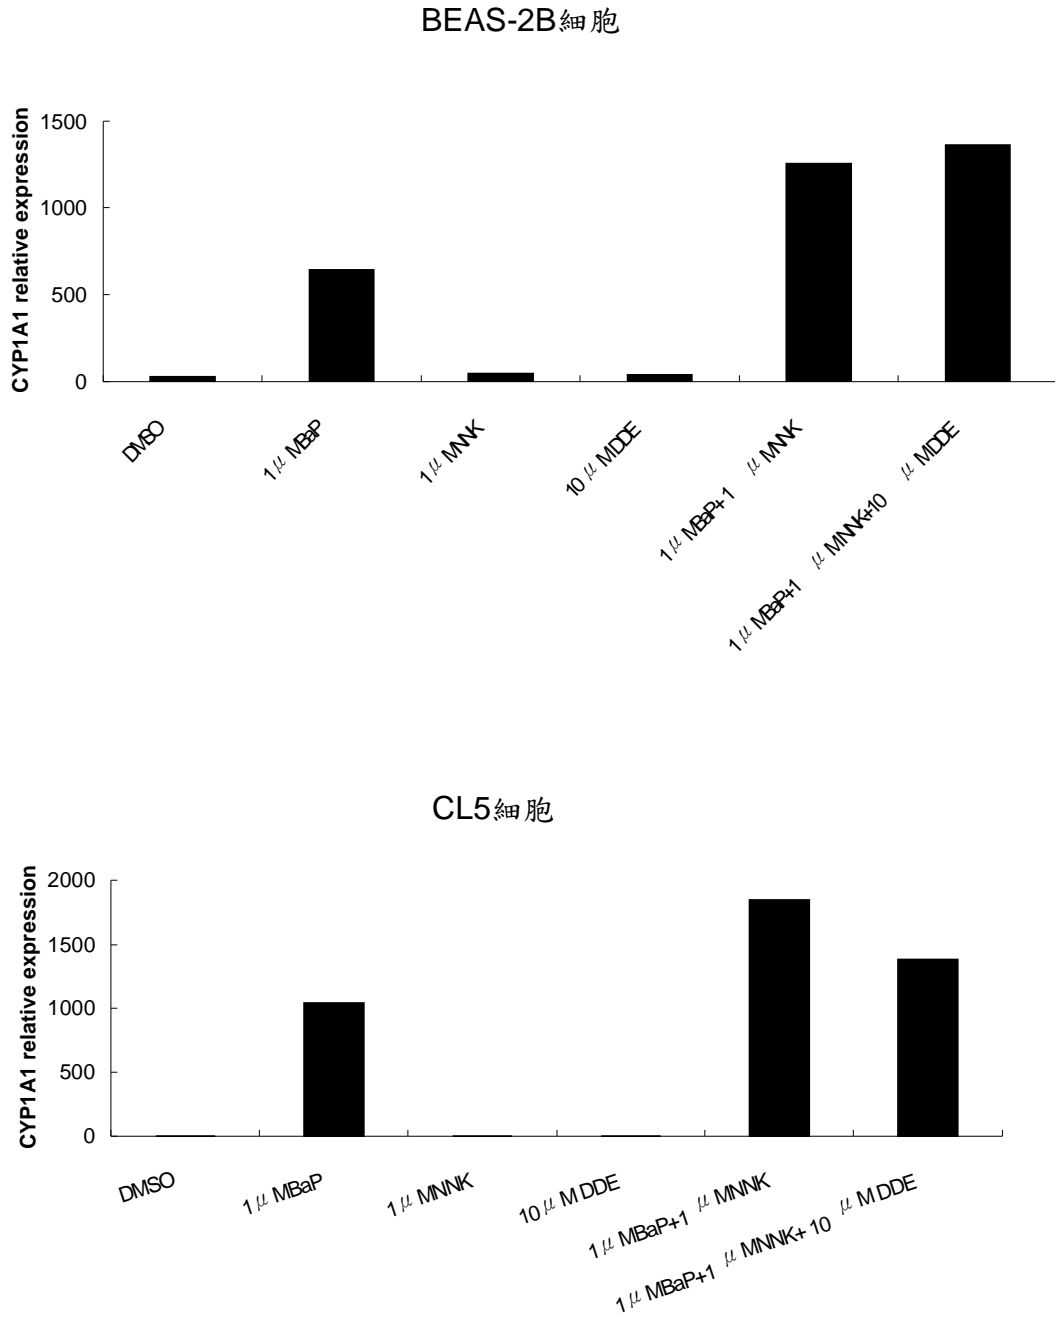 BEAS-2B細胞
CYP1A1 relative expression
1500
1000
500
0
DMSO
1μMBaP
1μMNNK
10μMDDE
1μMBaP+1 μMNNK
1μMBaP+1 μMNNK+10 μMDDE
CL5細胞
CYP1A1 relative expression
2000
1500
1000
500
0
DMSO
1μMBaP
1μMNNK
10μM DDE
1μMBaP+1 μMNNK
1μMBaP+1 μMNNK+ 10 μM DDE